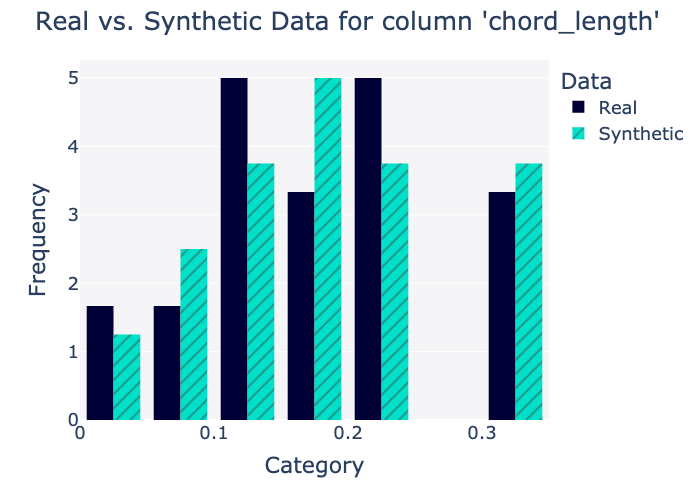 Real vs. Synthetic Data for column 'chord_length'
Data
Real
Synthetic
Frequency
5
4
3
2
1
0
0 0.1 0.2 0.3
Category